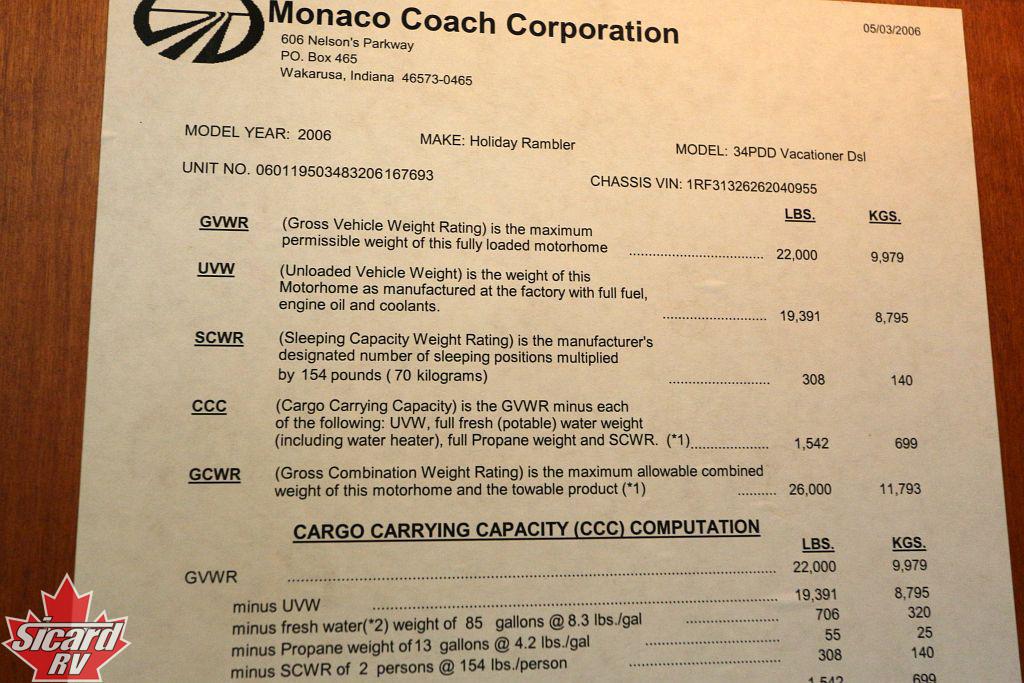 Monaco Coach Corporation
05/03/2006
606 Nelson's Parkway
PO. Box 465
Wakarusa, Indiana 46573-0465
MODEL YEAR: 2006 MAKE: Holiday Rambler MODEL: 34PDD Vacationer Dsl
UNIT NO. 060119503483206167693 CHASSIS VIN: 1RF31326262040955
LBS. KGS.
GVWR (Gross Vehicle Weight Rating) is the maximum
permissible weight of this fully loaded motorhome ........................ 22,000 9,979
UVW (Unloaded Vehicle Weight) is the weight of this
Motorhome as manufactured at the factory with full fuel,
engine oil and coolants. ........................ 19,391 8,795
SCWR (Sleeping Capacity Weight Rating) is the manufacturer's
designated number of sleeping positions multiplied
by 154 pounds ( 70 kilograms) ........................ 308 140
CCC (Cargo Carrying Capacity) is the GVWR minus each
of the following: UVW, full fresh (potable) water weight
(including water heater), full Propane weight and SCWR. (*1).................. 1,542 699
GCWR (Gross Combination Weight Rating) is the maximum allowable combined
weight of this motorhome and the towable product (*1) .......... 26,000 11,793
CARGO CARRYING CAPACITY (CCC) COMPUTATION
LBS. KGS.
GVWR ........................ 22,000 9,979
minus UVW ........................ 19,391 8,795
minus fresh water(*2) weight of 85 gallons @ 8.3 lbs./gal ........................ 706 320
minus Propane weight of 13 gallons @ 4.2 lbs./gal ........................ 55 25
minus SCWR of 2 persons @ 154 lbs./person ........................ 308 140
1,542 699
Sicard
RV